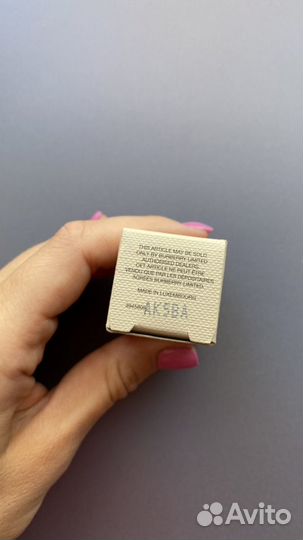 THIS ARTICLE MAY BE SOLD
ONLY BY BURBERRY LIMITED
AUTHORISED DEALERS.
CET ARTICLE NE PEUT-ÊTRE
VENDU QUE PAR LES DÉPOSITAIRES
AGRÉÉS BURBERRY LIMITED.
MADE IN LUXEMBOURG
AK9BA
Avito